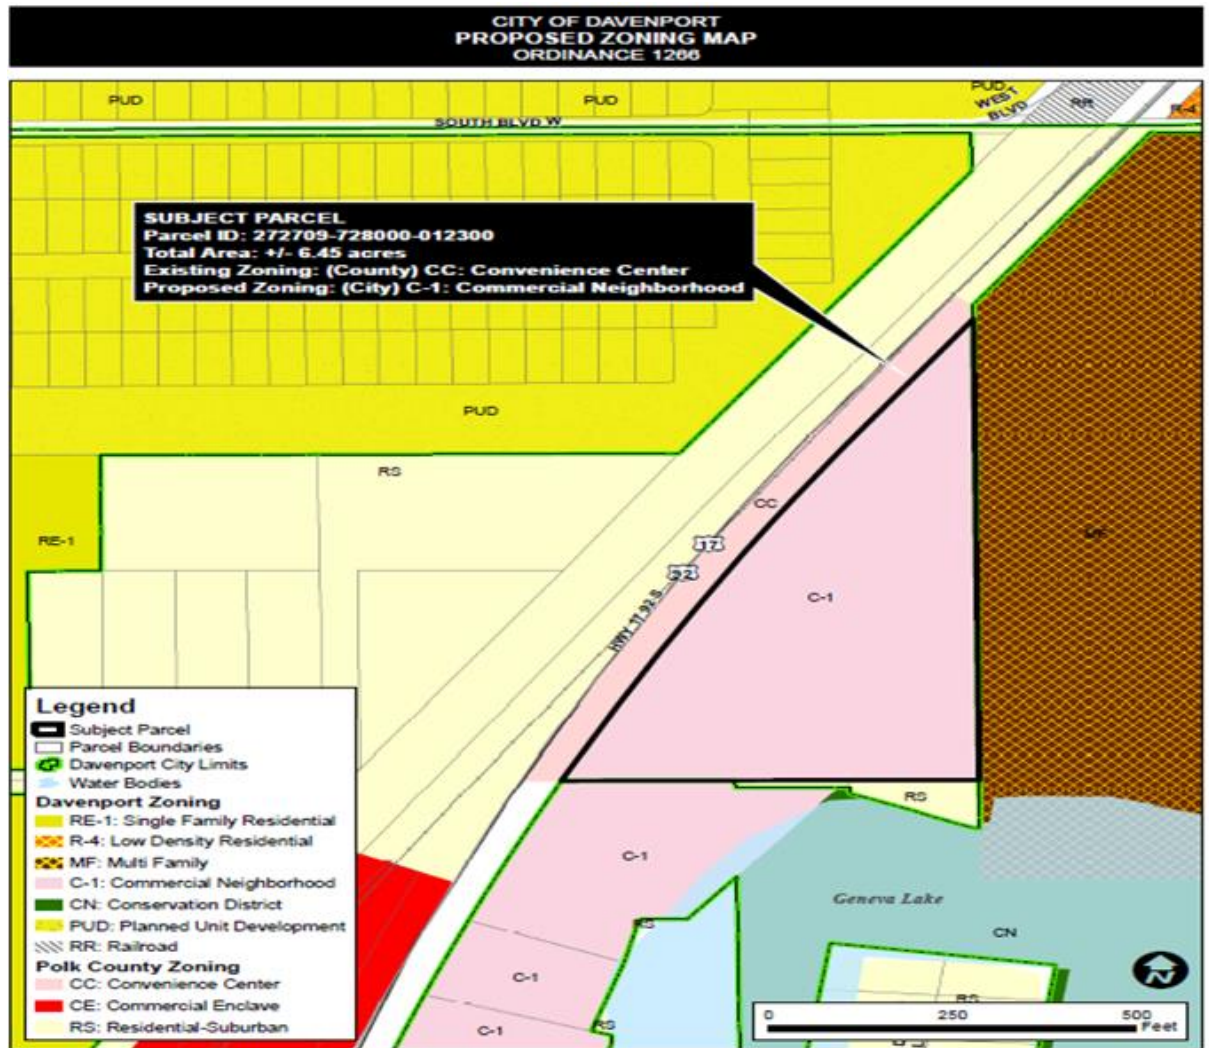 CITY OF DAVENPORT
PROPOSED ZONING MAP
ORDINANCE 1266
PUD
PUD
PUD
WEST
BLVD
RR
R-4
SOUTH BLVD W
SUBJECT PARCEL
Parcel ID: 272709-728000-012300
Total Area: +/- 6.45 acres
Existing Zoning: (County) CC: Convenience Center
Proposed Zoning: (City) C-1: Commercial Neighborhood
PUD
RS
CC
RE-1
17
MF
92
C-1
HWY 17 92 S
Legend
Subject Parcel
Parcel Boundaries
Davenport City Limits
Water Bodies
Davenport Zoning
RE-1: Single Family Residential
R-4: Low Density Residential
MF: Multi Family
C-1: Commercial Neighborhood
CN: Conservation District
PUD: Planned Unit Development
RR: Railroad
Polk County Zoning
CC: Convenience Center
CE: Commercial Enclave
RS: Residential-Suburban
RS
C-1
Geneva Lake
RS
CN
C-1
RS
RS
C-1
N
0 250 500
Feet